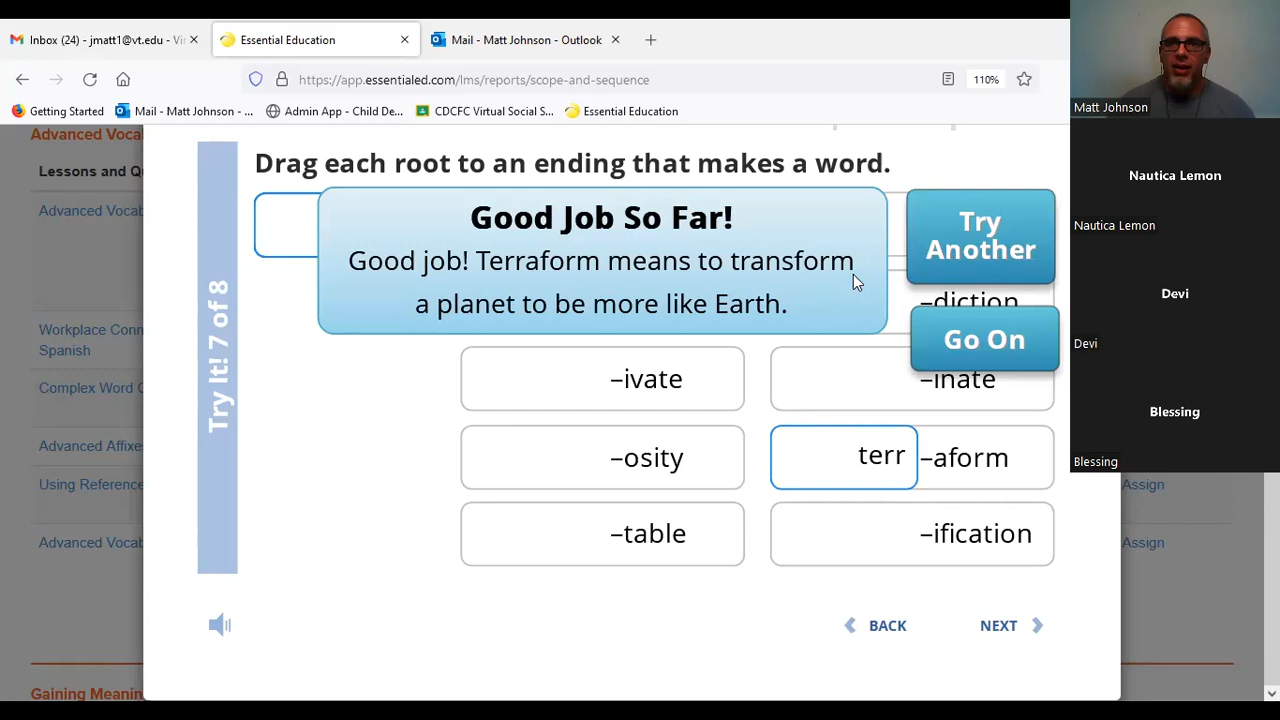 Inbox (24) - jmatt1@vt.edu - Vi
Essential Education
Mail - Matt Johnson - Outlook
https://app.essentialed.com/lms/reports/scope-and-sequence
110%
Getting Started
Mail - Matt Johnson - ...
Admin App - Child De...
CDCFC Virtual Social S...
Essential Education
Matt Johnson
Nautica Lemon
Nautica Lemon
Devi
Devi
Blessing
Blessing
Advanced Vocab
Lessons and Qu
Advanced Vocab
Workplace Conn
Spanish
Complex Word
Advanced Affixe
Using Reference
Advanced Vocab
Gaining Meanin
Assign
Assign
Try It! 7 of 8
Drag each root to an ending that makes a word.
Good Job So Far!
Good job! Terraform means to transform
a planet to be more like Earth.
Try
Another
Go On
–diction
–ivate
–inate
–osity
terr –aform
–table
–ification
BACK
NEXT